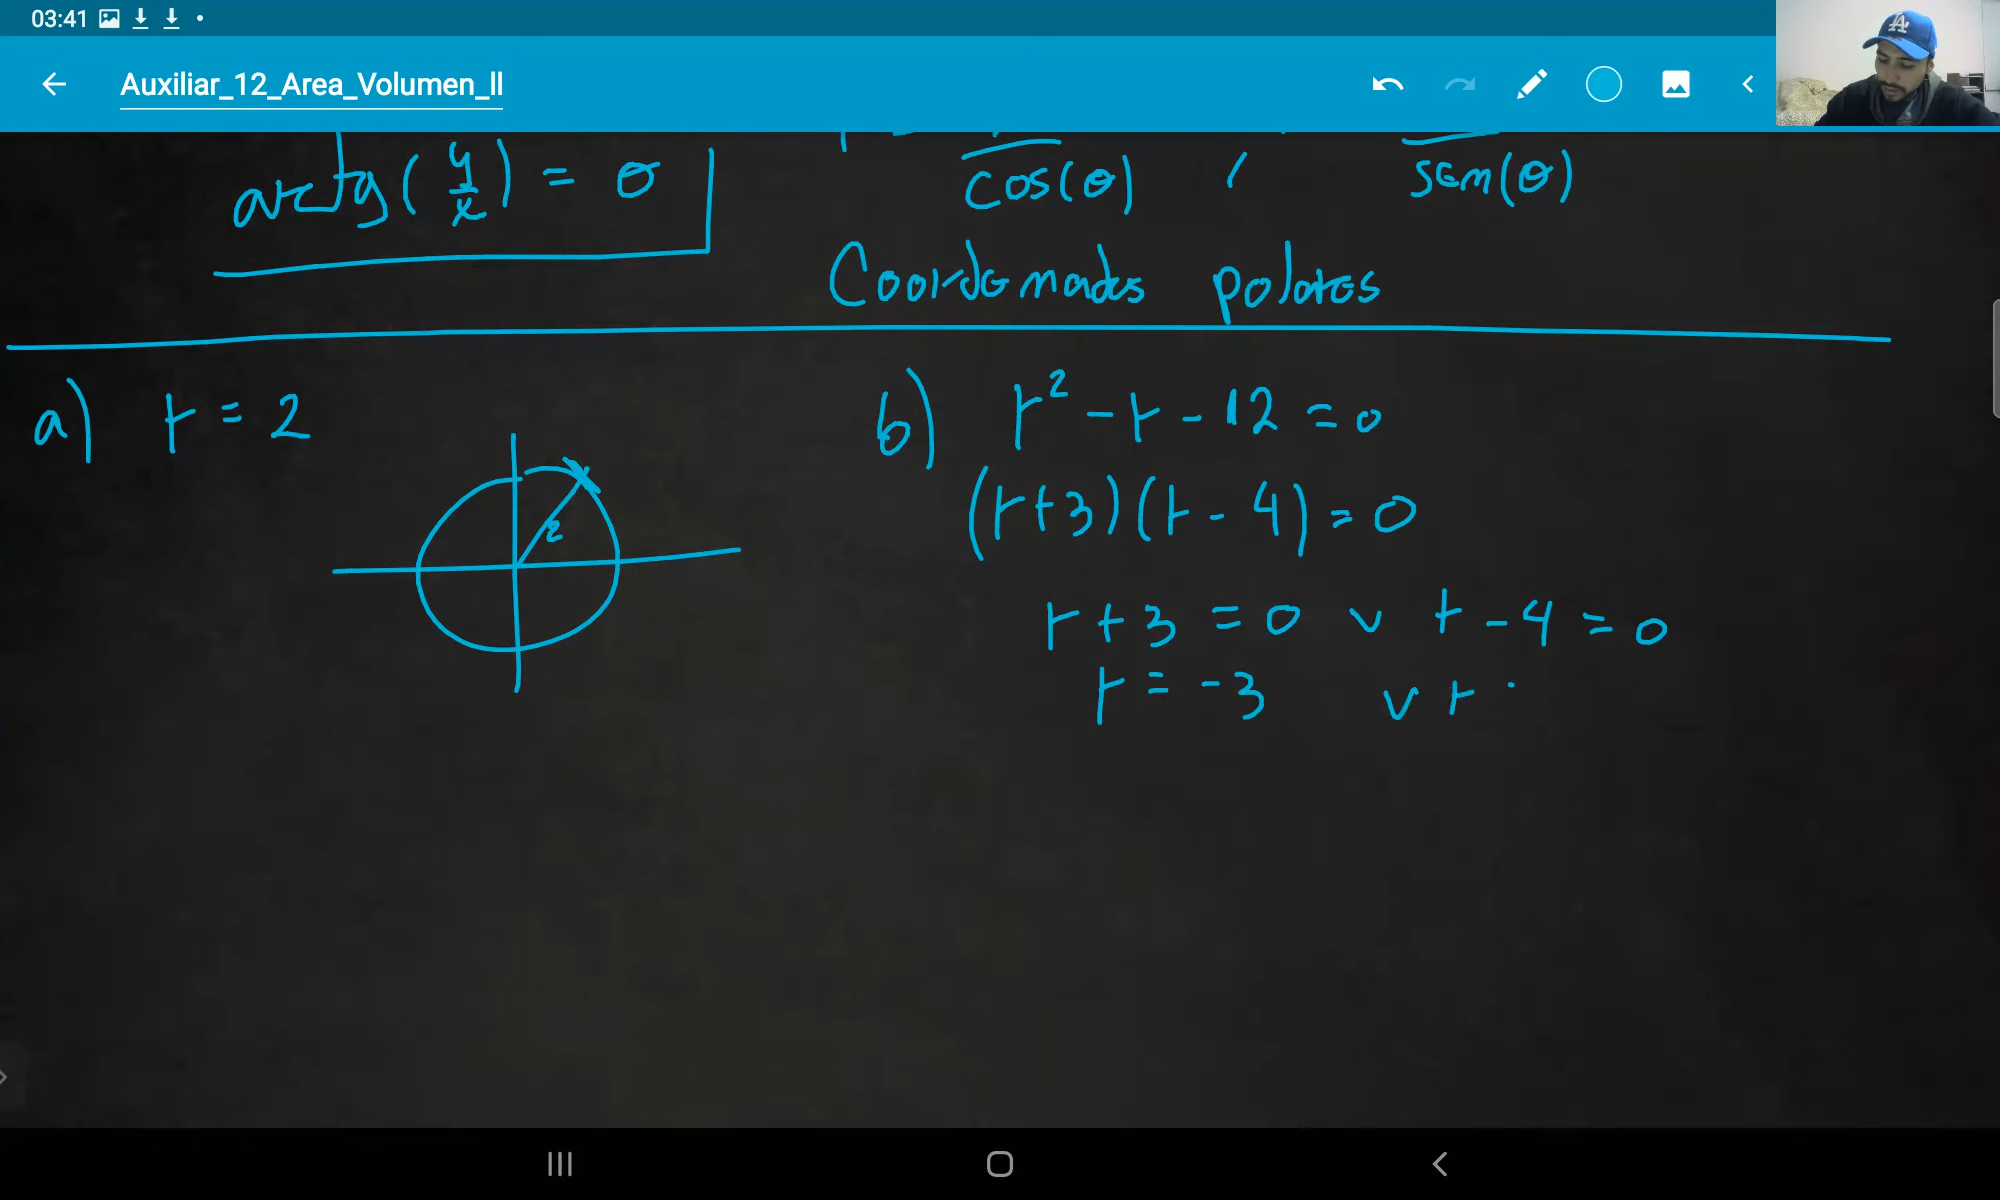 03:41
Auxiliar_12_Area_Volumen_II
arctg(y/x) = θ
cos(θ) , sen(θ)
Coordenadas polares
a) r = 2
2
b) r² - r - 12 = 0
(r+3)(r-4) = 0
r+3 = 0 v r-4 = 0
r = -3 v r